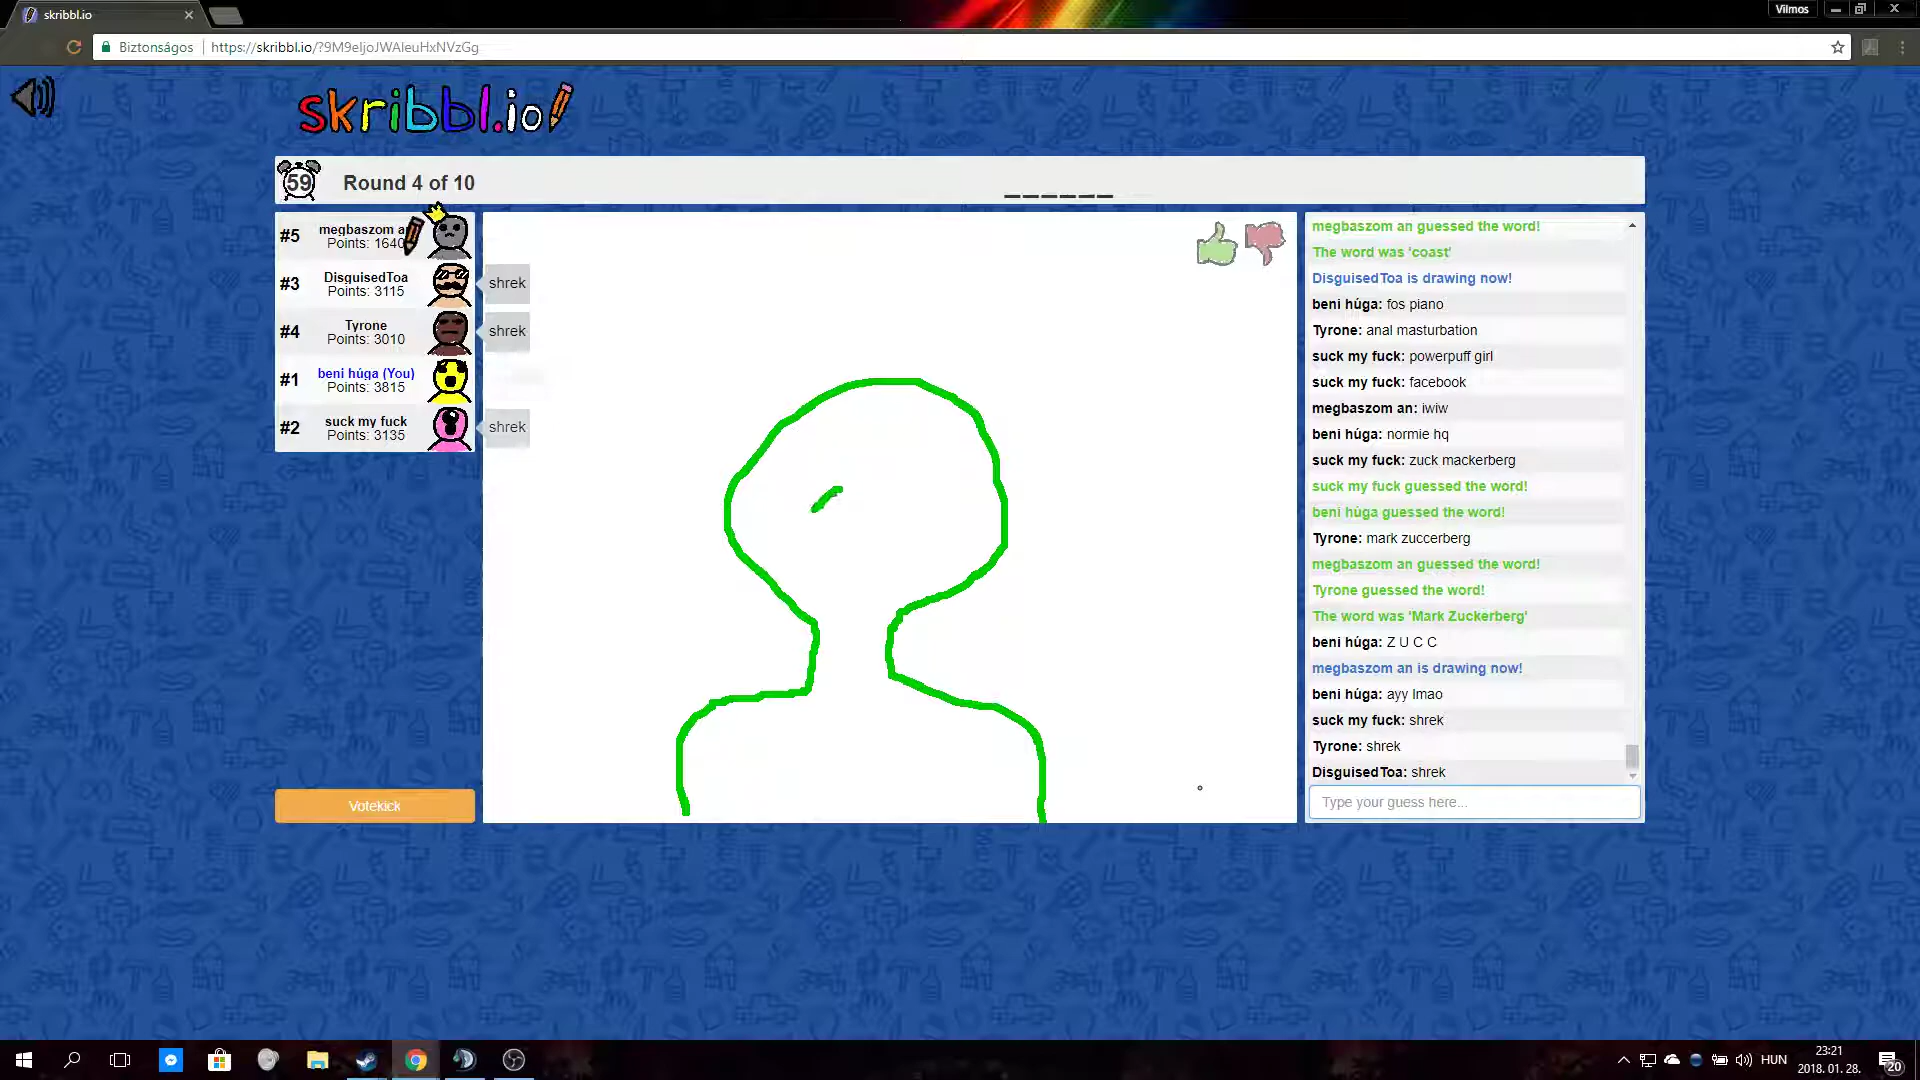 skribbl.io
Vilmos
Biztonságos
https://skribbl.io/?9M9eljoJWAleuHxNVzGg
skribbl.io
59
Round 4 of 10
______
#5
megbaszom a
Points: 1640
#3
DisguisedToa
Points: 3115
shrek
#4
Tyrone
Points: 3010
shrek
#1
beni húga (You)
Points: 3815
#2
suck my fuck
Points: 3135
shrek
Votekick
megbaszom an guessed the word!
The word was 'coast'
DisguisedToa is drawing now!
beni húga: fos piano
Tyrone: anal masturbation
suck my fuck: powerpuff girl
suck my fuck: facebook
megbaszom an: iwiw
beni húga: normie hq
suck my fuck: zuck mackerberg
suck my fuck guessed the word!
beni húga guessed the word!
Tyrone: mark zuccerberg
megbaszom an guessed the word!
Tyrone guessed the word!
The word was 'Mark Zuckerberg'
beni húga: Z U C C
megbaszom an is drawing now!
beni húga: ayy lmao
suck my fuck: shrek
Tyrone: shrek
DisguisedToa: shrek
Type your guess here...
HUN
23:21
2018. 01. 28.
20